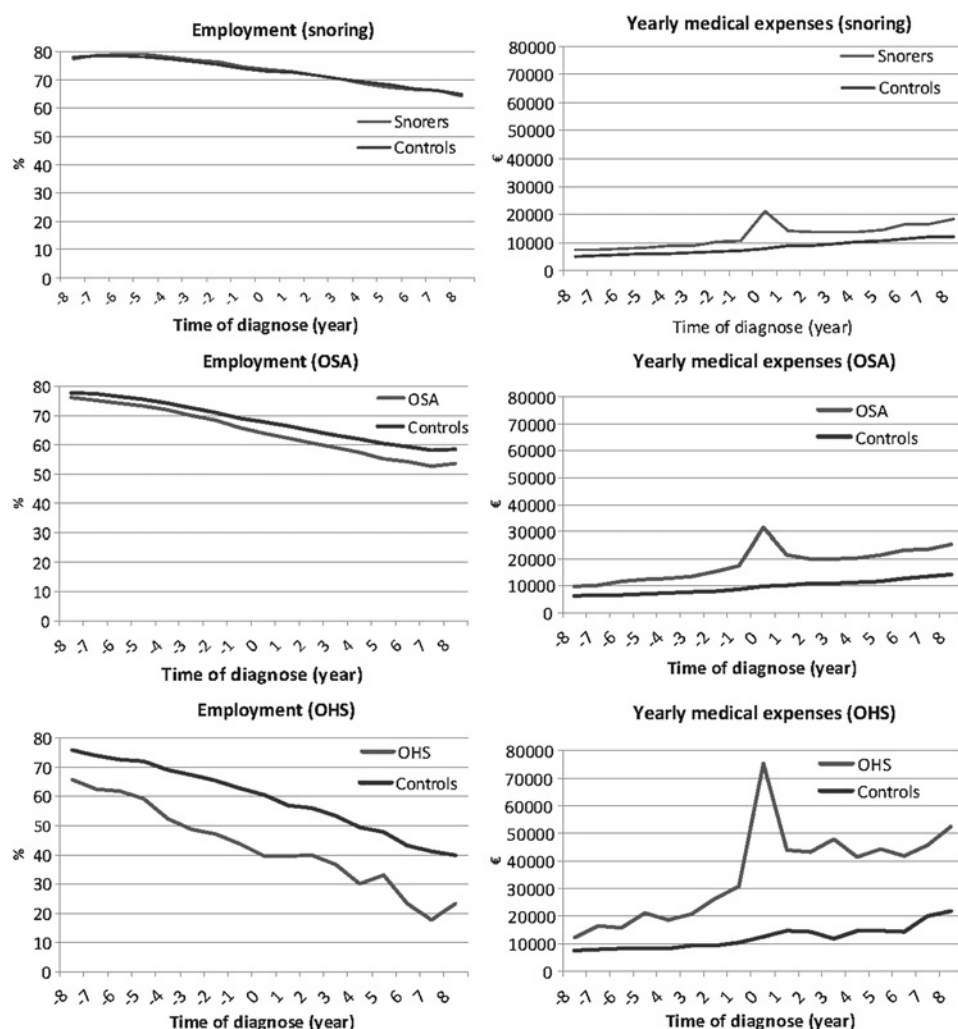 Employment (snoring)
80
70
60
50
40
30
20
10
0
%
Snorers
Controls
-8 -7 -6 -5 -4 -3 -2 -1 0 1 2 3 4 5 6 7 8
Time of diagnose (year)
Yearly medical expenses (snoring)
80000
70000
60000
50000
40000
30000
20000
10000
0
€
Snorers
Controls
-8 -7 -6 -5 -4 -3 -2 -1 0 1 2 3 4 5 6 7 8
Time of diagnose (year)
Employment (OSA)
80
70
60
50
40
30
20
10
0
%
OSA
Controls
-8 -7 -6 -5 -4 -3 -2 -1 0 1 2 3 4 5 6 7 8
Time of diagnose (year)
Yearly medical expenses (OSA)
80000
70000
60000
50000
40000
30000
20000
10000
0
€
OSA
Controls
-8 -7 -6 -5 -4 -3 -2 -1 0 1 2 3 4 5 6 7 8
Time of diagnose (year)
Employment (OHS)
80
70
60
50
40
30
20
10
0
%
OHS
Controls
-8 -7 -6 -5 -4 -3 -2 -1 0 1 2 3 4 5 6 7 8
Time of diagnose (year)
Yearly medical expenses (OHS)
80000
70000
60000
50000
40000
30000
20000
10000
0
€
OHS
Controls
-8 -7 -6 -5 -4 -3 -2 -1 0 1 2 3 4 5 6 7 8
Time of diagnose (year)